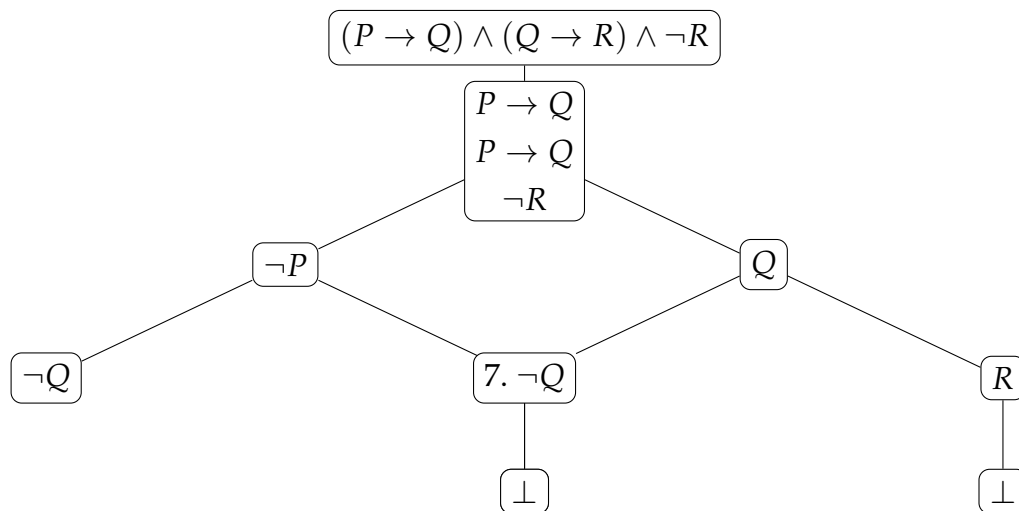 (P → Q) ∧ (Q → R) ∧ ¬R
P → Q
P → Q
¬R
¬P
Q
¬Q
7. ¬Q
R
⊥
⊥